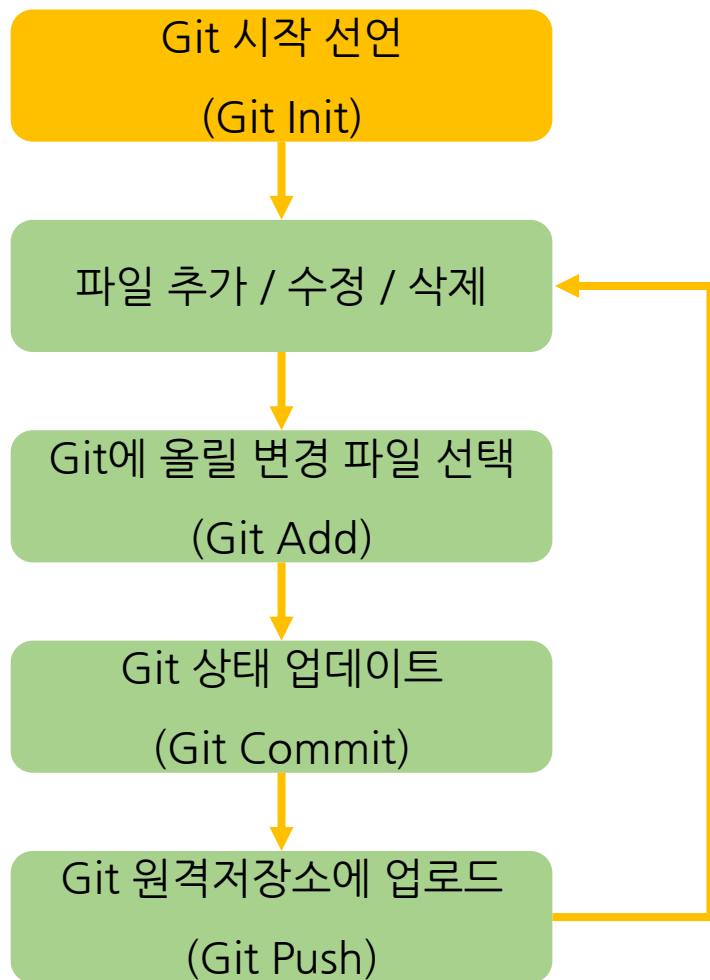 Git 시작 선언
(Git Init)
파일 추가 / 수정 / 삭제
Git에 올릴 변경 파일 선택
(Git Add)
Git 상태 업데이트
(Git Commit)
Git 원격저장소에 업로드
(Git Push)